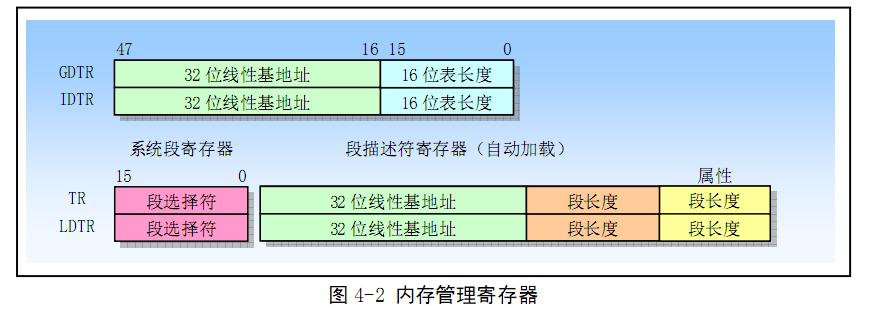 47 16 15 0
GDTR 32 位线性基地址 16 位表长度
IDTR 32 位线性基地址 16 位表长度
系统段寄存器 段描述符寄存器（自动加载）
15 0 属性
TR 段选择符 32 位线性基地址 段长度 段长度
LDTR 段选择符 32 位线性基地址 段长度 段长度
图 4-2 内存管理寄存器